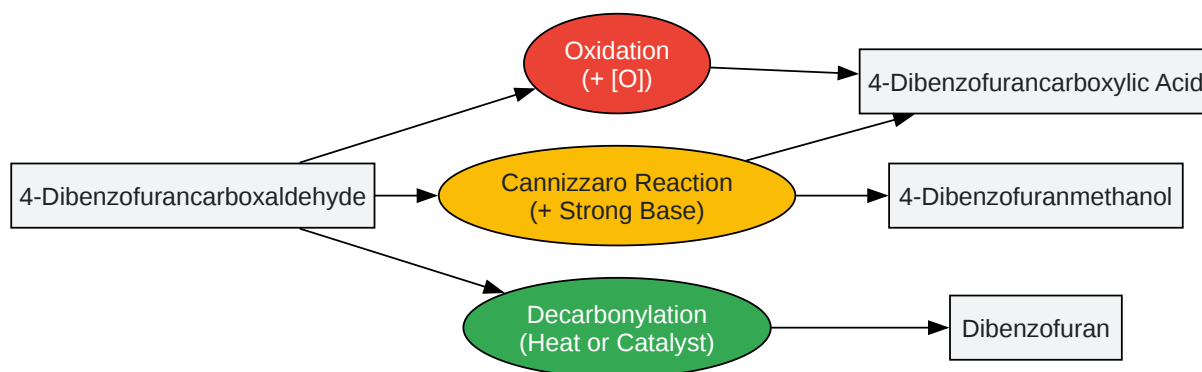 Oxidation
(+ [O])
4-Dibenzofurancarboxylic Acid
4-Dibenzofurancarboxaldehyde
Cannizzaro Reaction
(+ Strong Base)
4-Dibenzofuranmethanol
Decarbonylation
(Heat or Catalyst)
Dibenzofuran